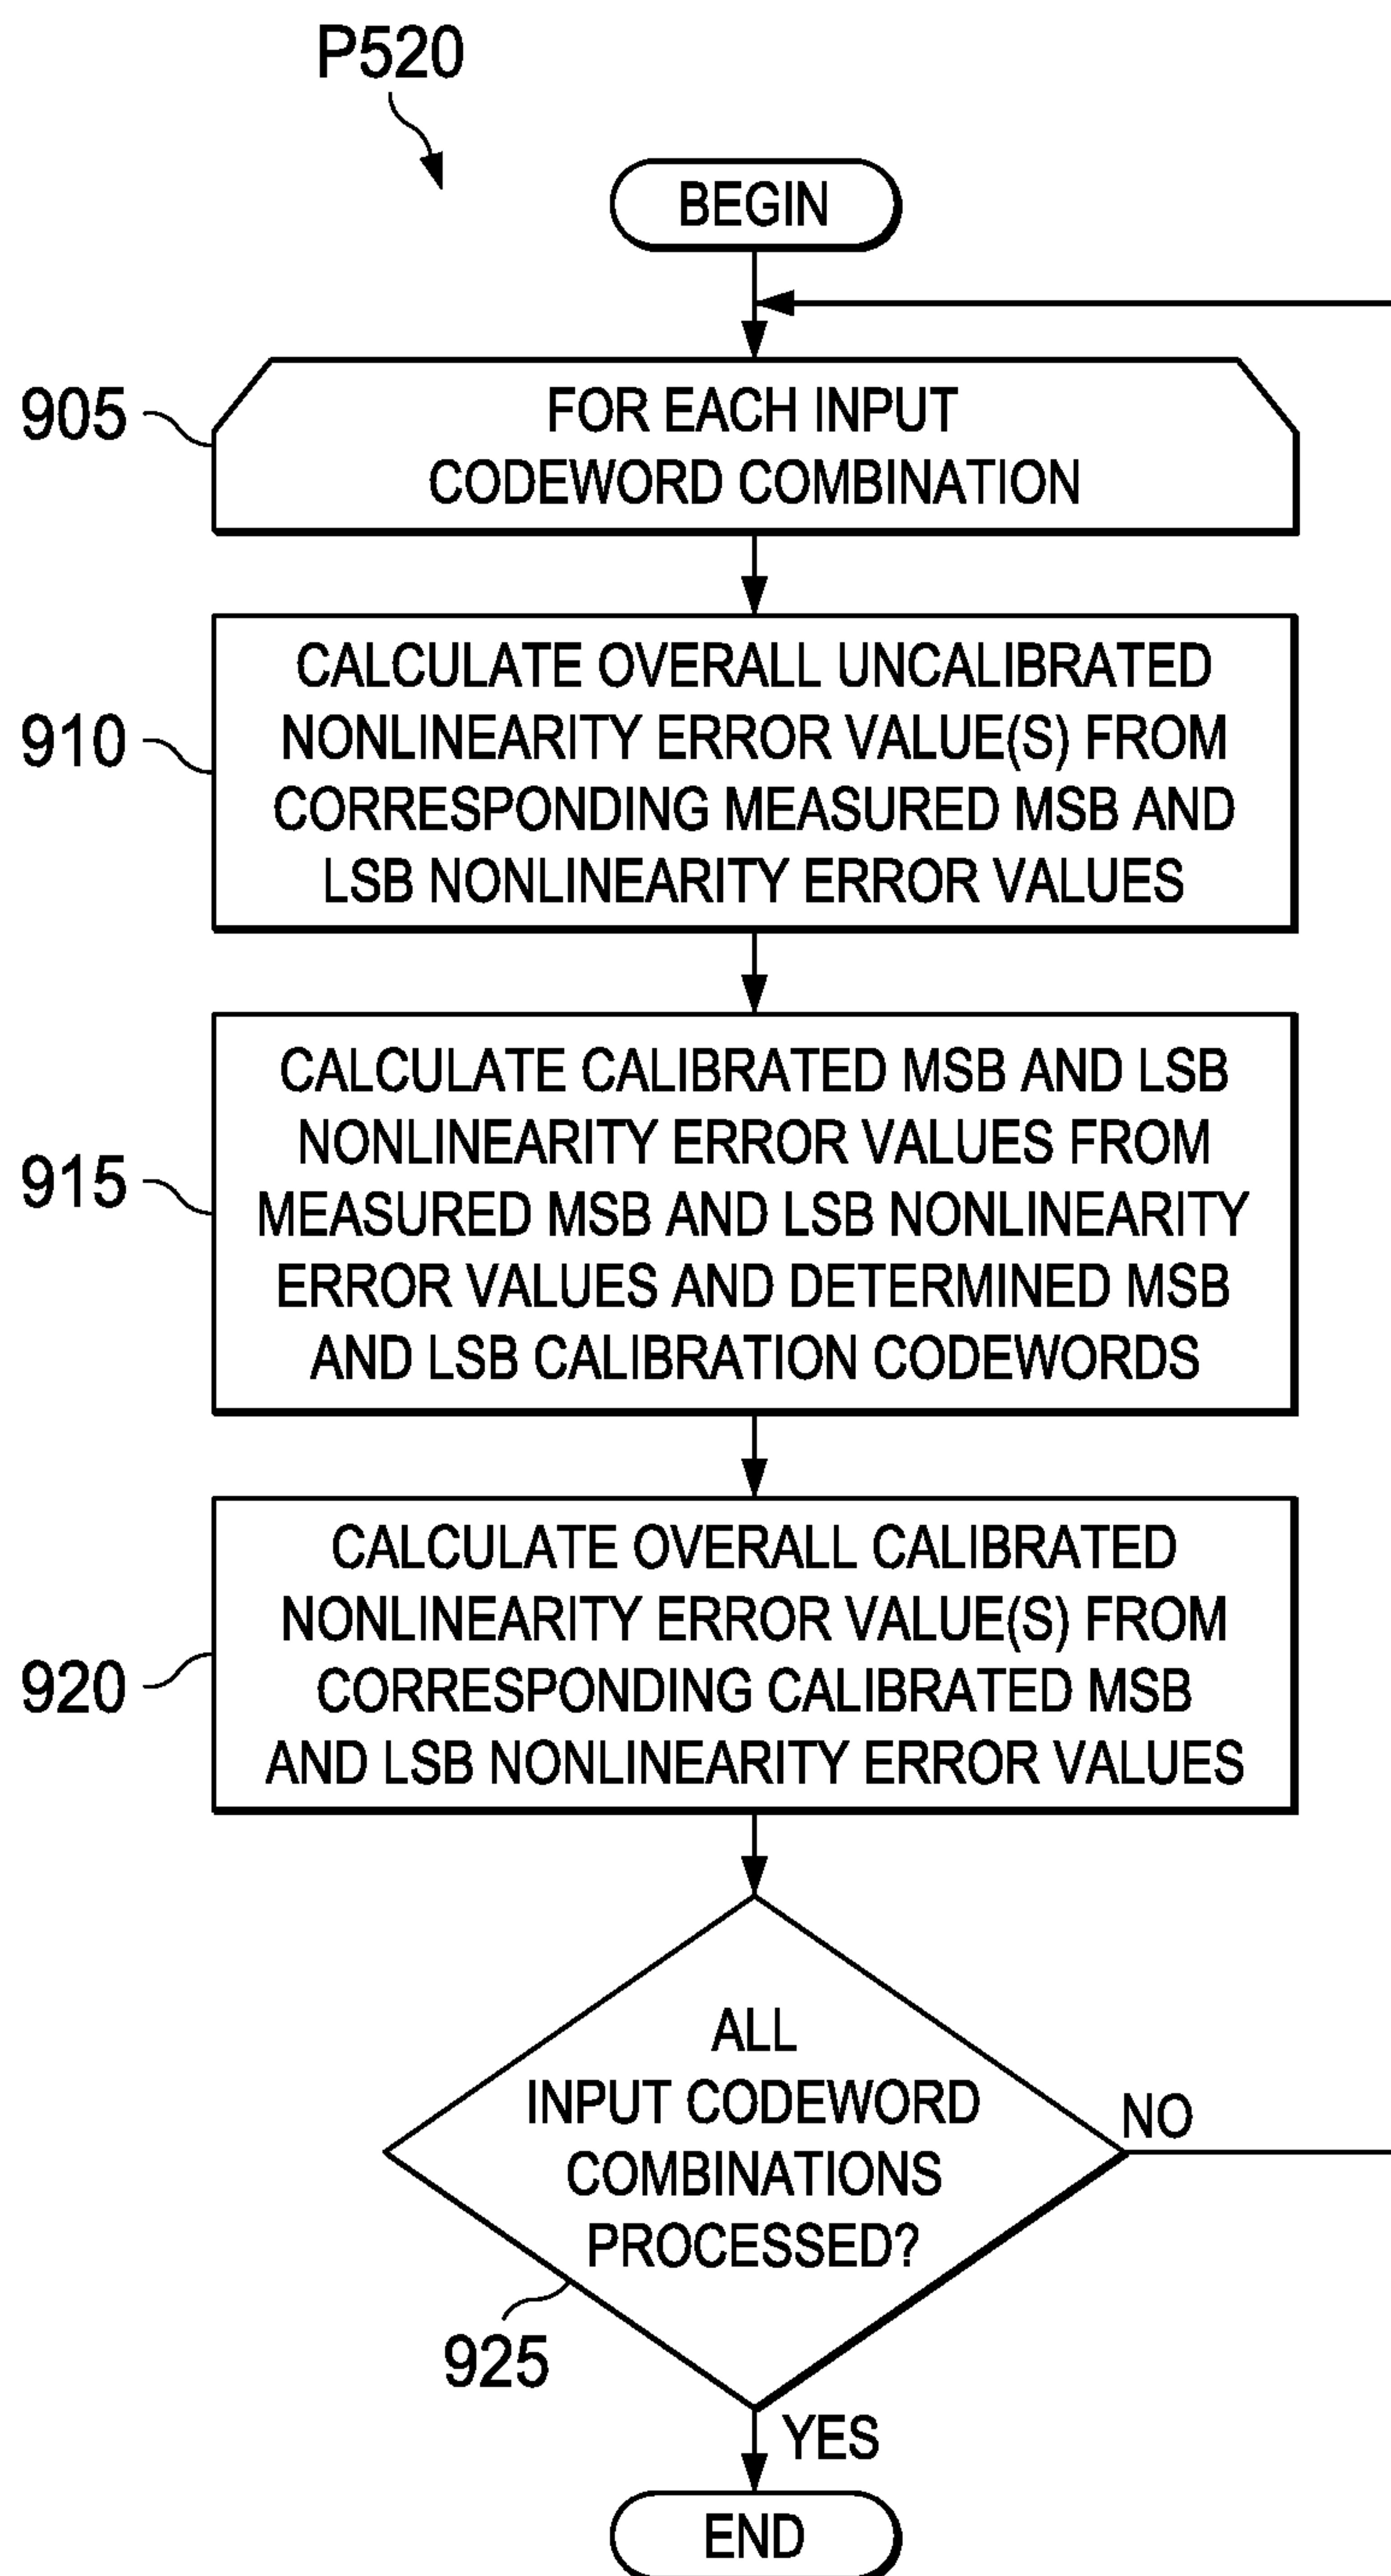 P520
BEGIN
905
FOR EACH INPUT
CODEWORD COMBINATION
910
CALCULATE OVERALL UNCALIBRATED
NONLINEARITY ERROR VALUE(S) FROM
CORRESPONDING MEASURED MSB AND
LSB NONLINEARITY ERROR VALUES
915
CALCULATE CALIBRATED MSB AND LSB
NONLINEARITY ERROR VALUES FROM
MEASURED MSB AND LSB NONLINEARITY
ERROR VALUES AND DETERMINED MSB
AND LSB CALIBRATION CODEWORDS
920
CALCULATE OVERALL CALIBRATED
NONLINEARITY ERROR VALUE(S) FROM
CORRESPONDING CALIBRATED MSB
AND LSB NONLINEARITY ERROR VALUES
ALL
INPUT CODEWORD
COMBINATIONS
PROCESSED?
NO
925
YES
END